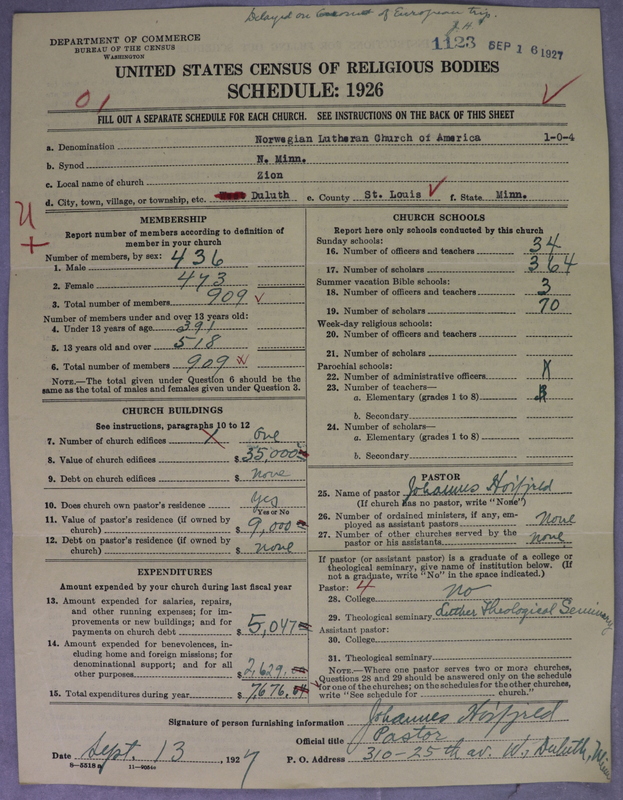 Delayed on account of European trip.
J.H.
DEPARTMENT OF COMMERCE
BUREAU OF THE CENSUS
WASHINGTON
1123 SEP 16 1927
UNITED STATES CENSUS OF RELIGIOUS BODIES
SCHEDULE: 1926
FILL OUT A SEPARATE SCHEDULE FOR EACH CHURCH. SEE INSTRUCTIONS ON THE BACK OF THIS SHEET
a. Denomination Norwegian Lutheran Church of America 1-0-4
b. Synod N. Minn.
c. Local name of church Zion
d. City, town, village, or township, etc. Duluth e. County St. Louis f. State Minn.
MEMBERSHIP
Report number of members according to definition of
member in your church
Number of members, by sex:
1. Male 436
2. Female 473
3. Total number of members 909
Number of members under and over 13 years old:
4. Under 13 years of age 391
5. 13 years old and over 518
6. Total number of members 909
NOTE.—The total given under Question 6 should be the
same as the total of males and females given under Question 3.
CHURCH BUILDINGS
See instructions, paragraphs 10 to 12
7. Number of church edifices One
8. Value of church edifices $ 35,000
9. Debt on church edifices $ none
10. Does church own pastor's residence yes
Yes or No
11. Value of pastor's residence (if owned by
church) $ 9,000
12. Debt on pastor's residence (if owned by
church) $ none
EXPENDITURES
Amount expended by your church during last fiscal year
13. Amount expended for salaries, repairs,
and other running expenses; for im-
provements or new buildings; and for
payments on church debt $ 5,047
14. Amount expended for benevolences, in-
cluding home and foreign missions; for
denominational support; and for all
other purposes $ 2,629.
15. Total expenditures during year $ 7676.
CHURCH SCHOOLS
Report here only schools conducted by this church
Sunday schools:
16. Number of officers and teachers 34
17. Number of scholars 364
Summer vacation Bible schools:
18. Number of officers and teachers 3
19. Number of scholars 70
Week-day religious schools:
20. Number of officers and teachers
21. Number of scholars
Parochial schools:
22. Number of administrative officers X
23. Number of teachers—
a. Elementary (grades 1 to 8)
b. Secondary
24. Number of scholars—
a. Elementary (grades 1 to 8)
b. Secondary
PASTOR
25. Name of pastor Johannes Hoifjeld
(If church has no pastor, write "None")
26. Number of ordained ministers, if any, em-
ployed as assistant pastors None
27. Number of other churches served by the
pastor or his assistants none
If pastor (or assistant pastor) is a graduate of a college or
theological seminary, give name of institution below. (If
not a graduate, write "No" in the space indicated.)
Pastor: 4
28. College no
29. Theological seminary Luther Theological Seminary
Assistant pastor:
30. College
31. Theological seminary
NOTE.—Where one pastor serves two or more churches,
Questions 28 and 29 should be answered only on the schedule
for one of the churches; on the schedules for the other churches,
write "See schedule for church."
Signature of person furnishing information Johannes Hoifjeld
Official title Pastor
Date Sept. 13, 1927 P. O. Address 310-25th av. W., Duluth, Minn
8-5518a 11-9054a